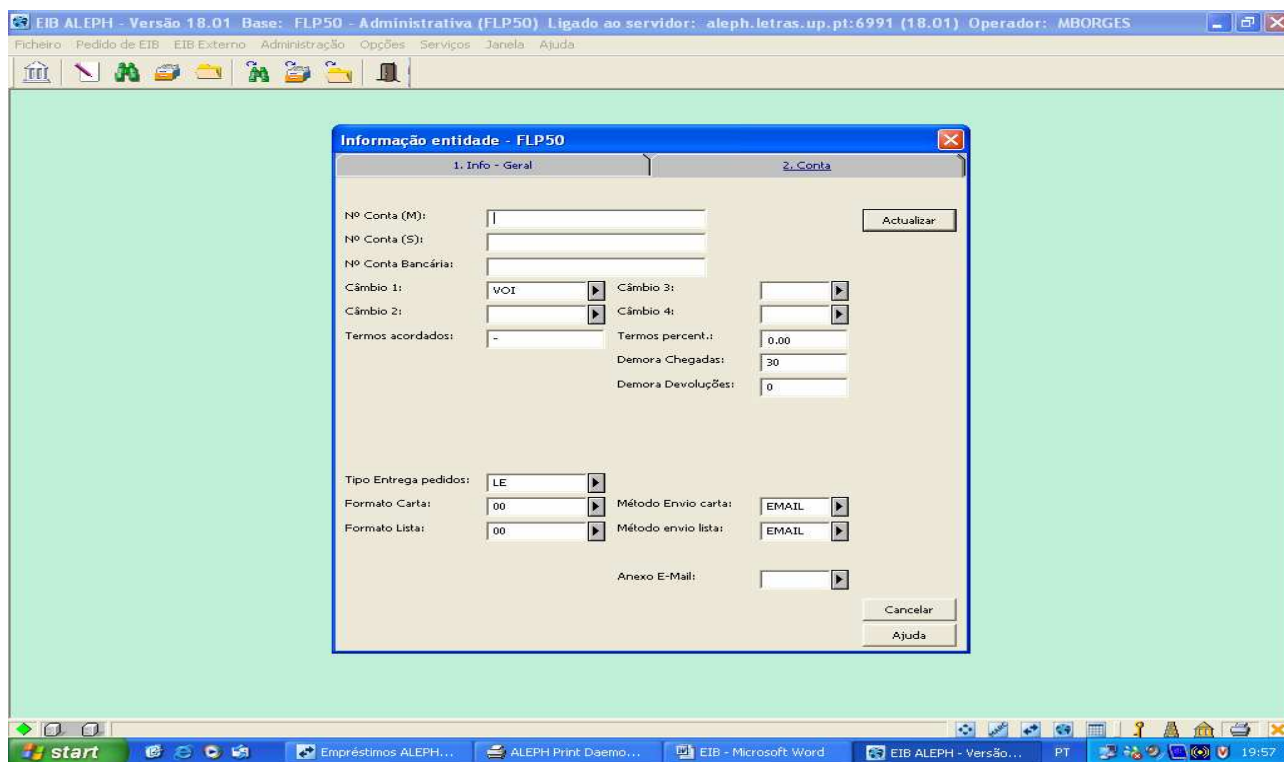 EIB ALEPH - Versão 18.01 Base: FLP50 - Administrativa (FLP50) Ligado ao servidor: aleph.letras.up.pt:6991 (18.01) Operador: MBORGES
Ficheiro Pedido de EIB EIB Externo Administração Opções Serviços Janela Ajuda
Informação entidade - FLP50
1. Info - Geral 2. Conta
Nº Conta (M): Actualizar
Nº Conta (S):
Nº Conta Bancária:
Câmbio 1: VOI Câmbio 3:
Câmbio 2: Câmbio 4:
Termos acordados: - Termos percent.: 0.00
Demora Chegadas: 30
Demora Devoluções: 0
Tipo Entrega pedidos: LE
Formato Carta: 00 Método Envio carta: EMAIL
Formato Lista: 00 Método envio lista: EMAIL
Anexo E-Mail:
Cancelar
Ajuda
start Empréstimos ALEPH... ALEPH Print Daemo... EIB - Microsoft Word EIB ALEPH - Versão... PT 19:57